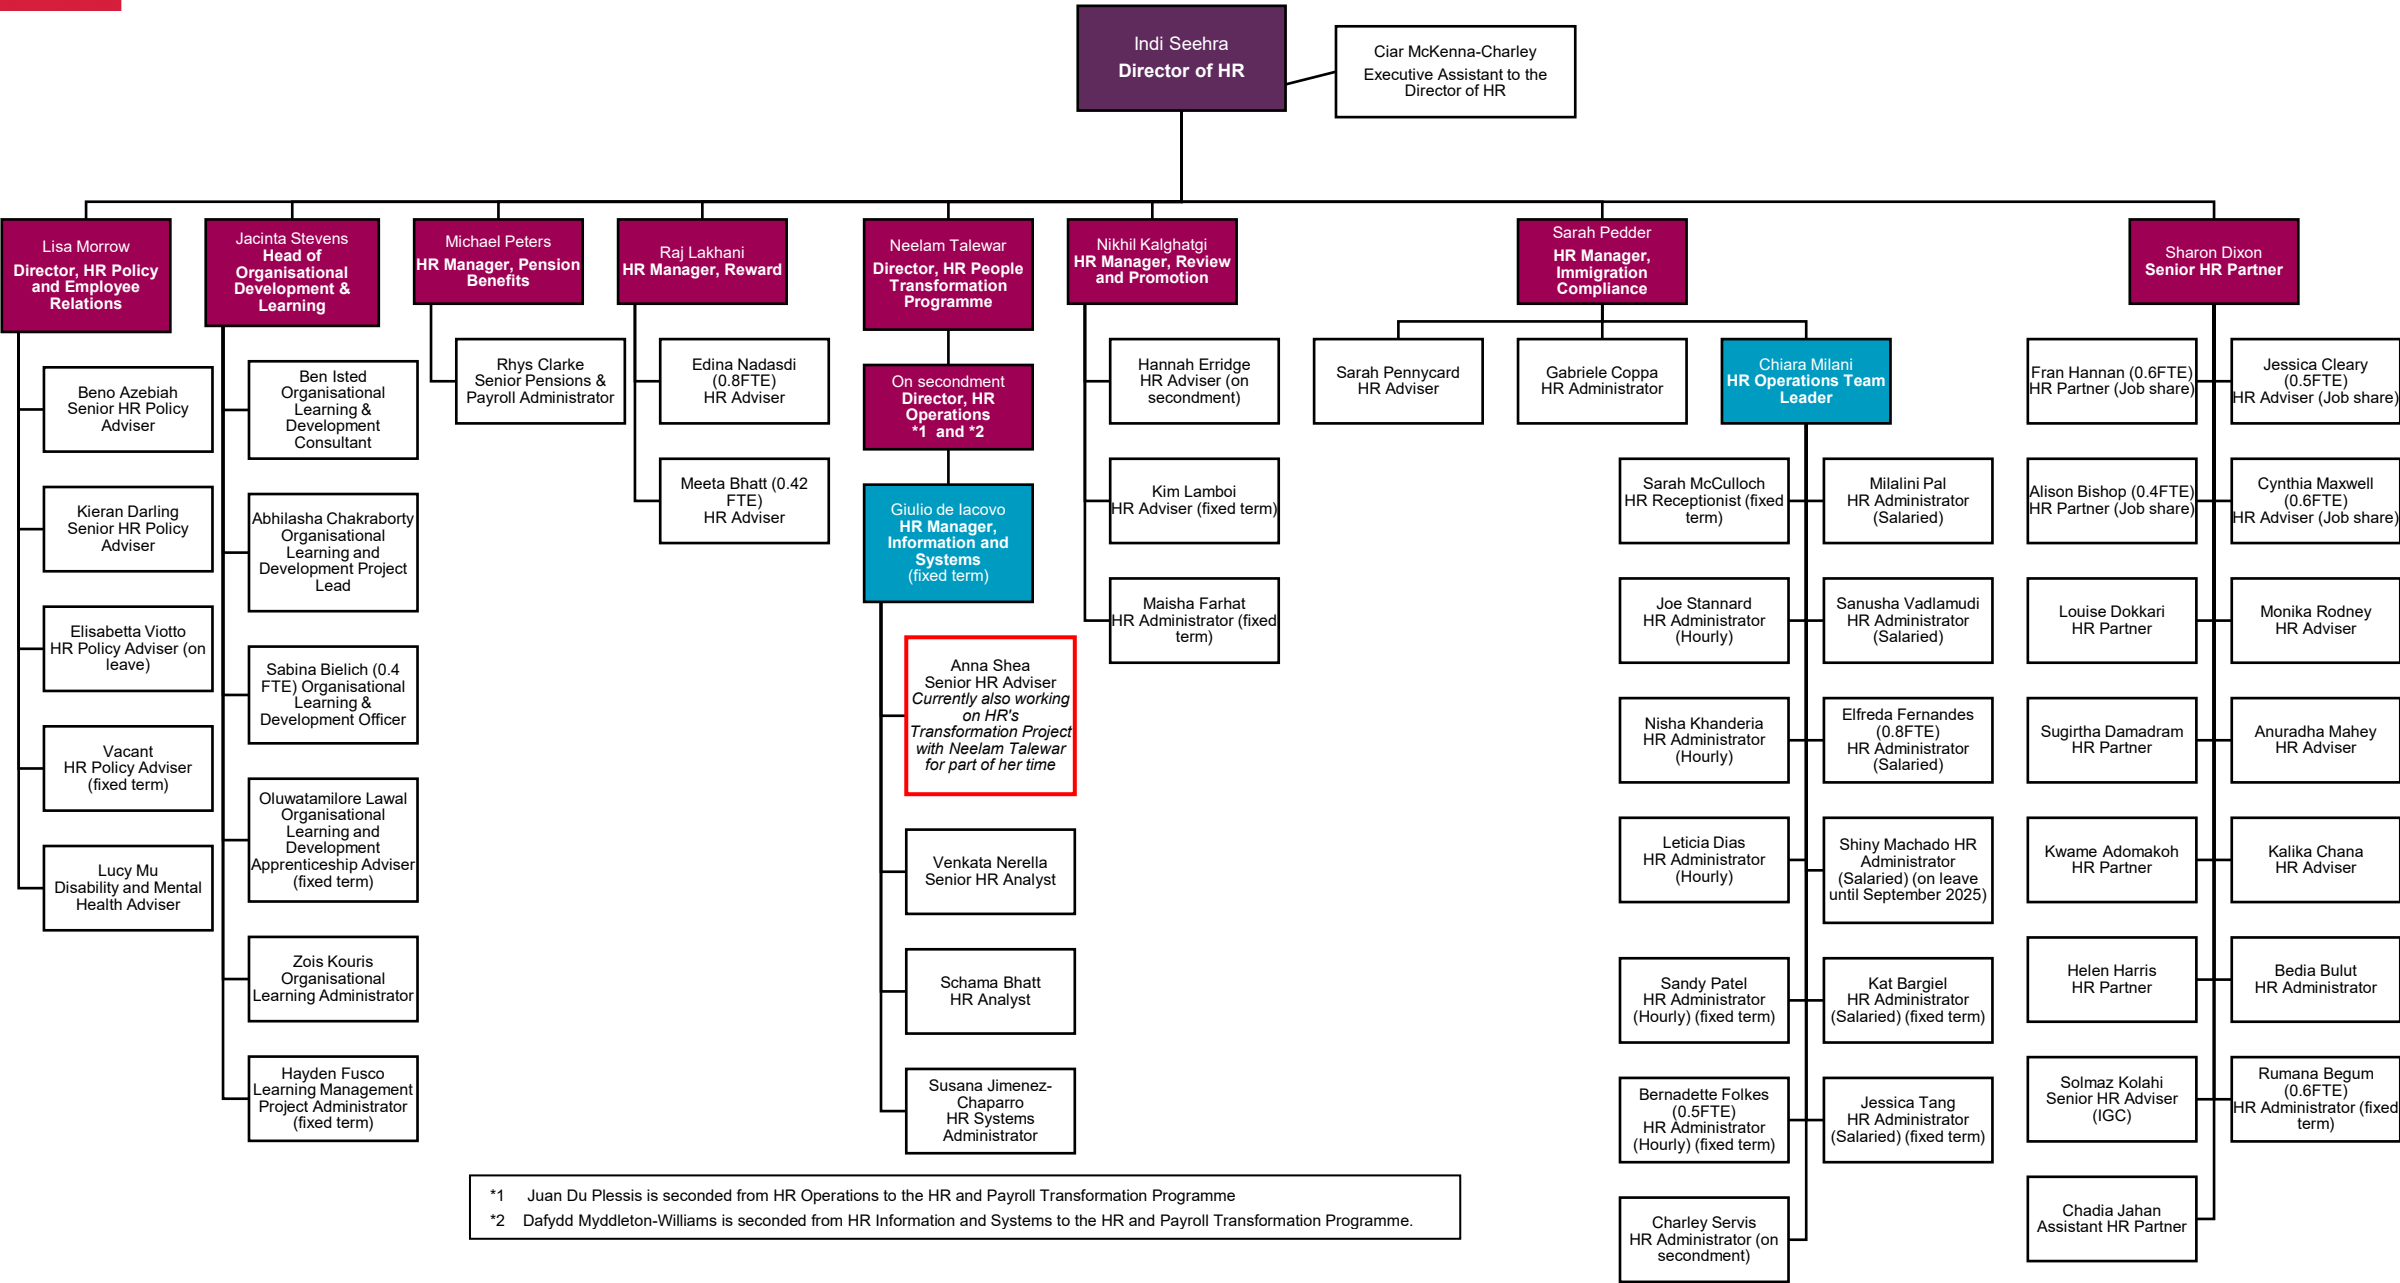 Indi Seehra
Director of HR
Ciar McKenna-Charley
Executive Assistant to the
Director of HR
Lisa Morrow
Director, HR Policy
and Employee
Relations
Jacinta Stevens
Head of
Organisational
Development &
Learning
Michael Peters
HR Manager, Pension
Benefits
Raj Lakhani
HR Manager, Reward
Neelam Talewar
Director, HR People
Transformation
Programme
Nikhil Kalghatgi
HR Manager, Review
and Promotion
Sarah Pedder
HR Manager,
Immigration
Compliance
Sharon Dixon
Senior HR Partner
Beno Azebiah
Senior HR Policy
Adviser
Kieran Darling
Senior HR Policy
Adviser
Elisabetta Viotto
HR Policy Adviser (on
leave)
Vacant
HR Policy Adviser
(fixed term)
Lucy Mu
Disability and Mental
Health Adviser
Ben Isted
Organisational
Learning &
Development
Consultant
Abhilasha Chakraborty
Organisational
Learning and
Development Project
Lead
Sabina Bielich (0.4
FTE) Organisational
Learning &
Development Officer
Oluwatamilore Lawal
Organisational
Learning and
Development
Apprenticeship Adviser
(fixed term)
Zois Kouris
Organisational
Learning Administrator
Hayden Fusco
Learning Management
Project Administrator
(fixed term)
Rhys Clarke
Senior Pensions &
Payroll Administrator
Edina Nadasdi
(0.8FTE)
HR Adviser
Meeta Bhatt (0.42
FTE)
HR Adviser
On secondment
Director, HR
Operations
*1 and *2
Giulio de Iacovo
HR Manager,
Information and
Systems
(fixed term)
Anna Shea
Senior HR Adviser
Currently also working
on HR's
Transformation Project
with Neelam Talewar
for part of her time
Venkata Nerella
Senior HR Analyst
Schama Bhatt
HR Analyst
Susana Jimenez-
Chaparro
HR Systems
Administrator
Hannah Erridge
HR Adviser (on
secondment)
Kim Lamboi
HR Adviser (fixed term)
Maisha Farhat
HR Administrator (fixed
term)
Sarah Pennycard
HR Adviser
Gabriele Coppa
HR Administrator
Chiara Milani
HR Operations Team
Leader
Sarah McCulloch
HR Receptionist (fixed
term)
Milalini Pal
HR Administrator
(Salaried)
Joe Stannard
HR Administrator
(Hourly)
Sanusha Vadlamudi
HR Administrator
(Salaried)
Nisha Khanderia
HR Administrator
(Hourly)
Elfreda Fernandes
(0.8FTE)
HR Administrator
(Salaried)
Leticia Dias
HR Administrator
(Hourly)
Shiny Machado HR
Administrator
(Salaried) (on leave
until September 2025)
Sandy Patel
HR Administrator
(Hourly) (fixed term)
Kat Bargiel
HR Administrator
(Salaried) (fixed term)
Bernadette Folkes
(0.5FTE)
HR Administrator
(Hourly) (fixed term)
Jessica Tang
HR Administrator
(Salaried) (fixed term)
Charley Servis
HR Administrator (on
secondment)
Fran Hannan (0.6FTE)
HR Partner (Job share)
Jessica Cleary
(0.5FTE)
HR Adviser (Job share)
Alison Bishop (0.4FTE)
HR Partner (Job share)
Cynthia Maxwell
(0.6FTE)
HR Adviser (Job share)
Louise Dokkari
HR Partner
Monika Rodney
HR Adviser
Sugirtha Damadram
HR Partner
Anuradha Mahey
HR Adviser
Kwame Adomakoh
HR Partner
Kalika Chana
HR Adviser
Helen Harris
HR Partner
Bedia Bulut
HR Administrator
Solmaz Kolahi
Senior HR Adviser
(IGC)
Rumana Begum
(0.6FTE)
HR Administrator (fixed
term)
Chadia Jahan
Assistant HR Partner
*1 Juan Du Plessis is seconded from HR Operations to the HR and Payroll Transformation Programme
*2 Dafydd Myddleton-Williams is seconded from HR Information and Systems to the HR and Payroll Transformation Programme.